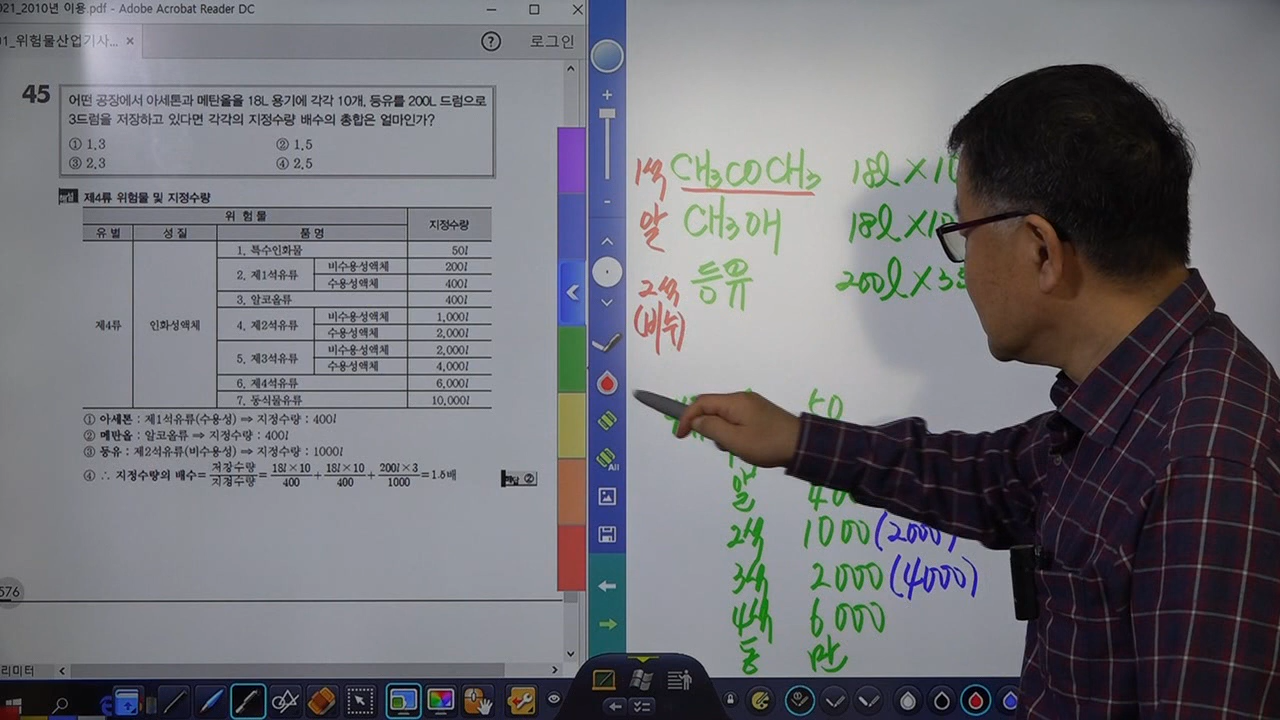 021_2010년 이용.pdf - Adobe Acrobat Reader DC
01_위험물산업기사... ×
로그인
45 어떤 공장에서 아세톤과 메탄올을 18L 용기에 각각 10개, 등유를 200L 드럼으로
3드럼을 저장하고 있다면 각각의 지정수량 배수의 총합은 얼마인가?
① 1.3 ② 1.5
③ 2.3 ④ 2.5
제4류 위험물 및 지정수량
위 험 물 지정수량
유 별 성 질 품 명
제4류 인화성액체
1. 특수인화물 50l
2. 제1석유류 비수용성액체 200l
수용성액체 400l
3. 알코올류 400l
4. 제2석유류 비수용성액체 1,000l
수용성액체 2,000l
5. 제3석유류 비수용성액체 2,000l
수용성액체 4,000l
6. 제4석유류 6,000l
7. 동식물유류 10,000l
① 아세톤 : 제1석유류(수용성) ⇒ 지정수량 : 400l
② 메탄올 : 알코올류 ⇒ 지정수량 : 400l
③ 등유 : 제2석유류(비수용성) ⇒ 지정수량 : 1000l
④ ∴ 지정수량의 배수 = 저장수량/지정수량 = 18l×10/400 + 18l×10/400 + 200l×3/1000 = 1.5배
②
576
리미터
All
1석 CH3COCH3 18l × 10
알 CH3OH 18l × 10
2석 등유 200l × 3
(비수)
50
알
2석 1000 (2000)
3석 2000 (4000)
4석 6000
동 만